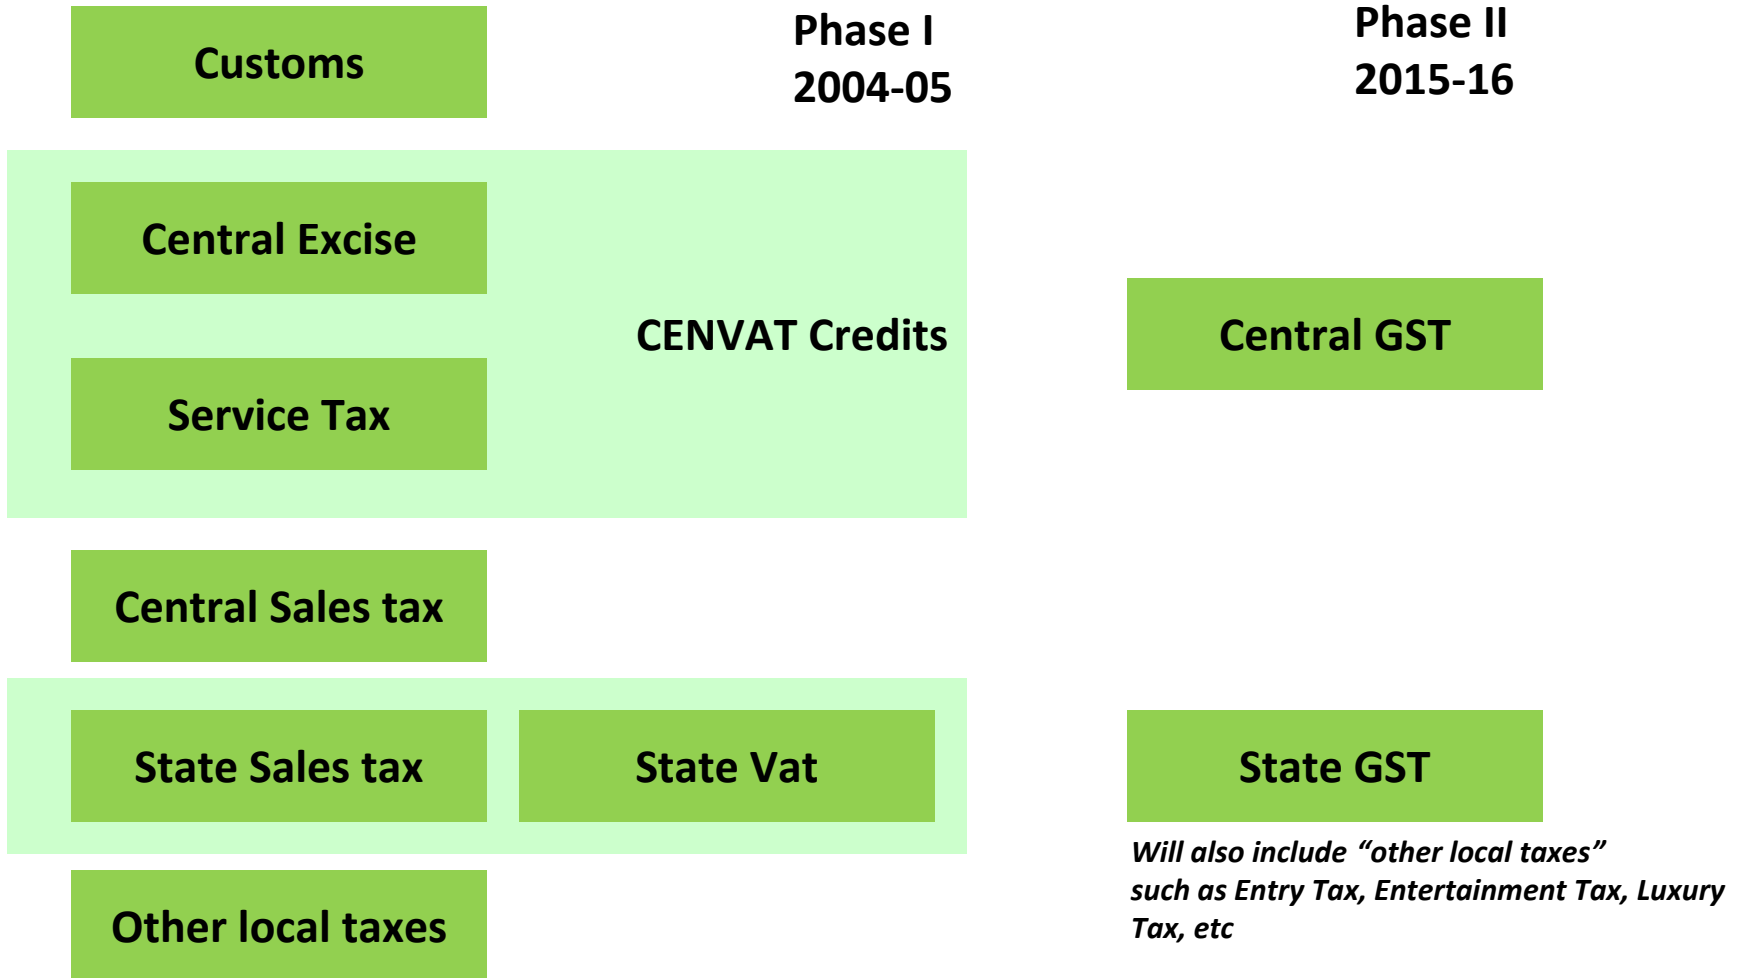 Customs
Phase I
2004-05
Phase II
2015-16
Central Excise
CENVAT Credits
Central GST
Service Tax
Central Sales tax
State Sales tax
State Vat
State GST
Will also include “other local taxes”
such as Entry Tax, Entertainment Tax, Luxury
Tax, etc
Other local taxes